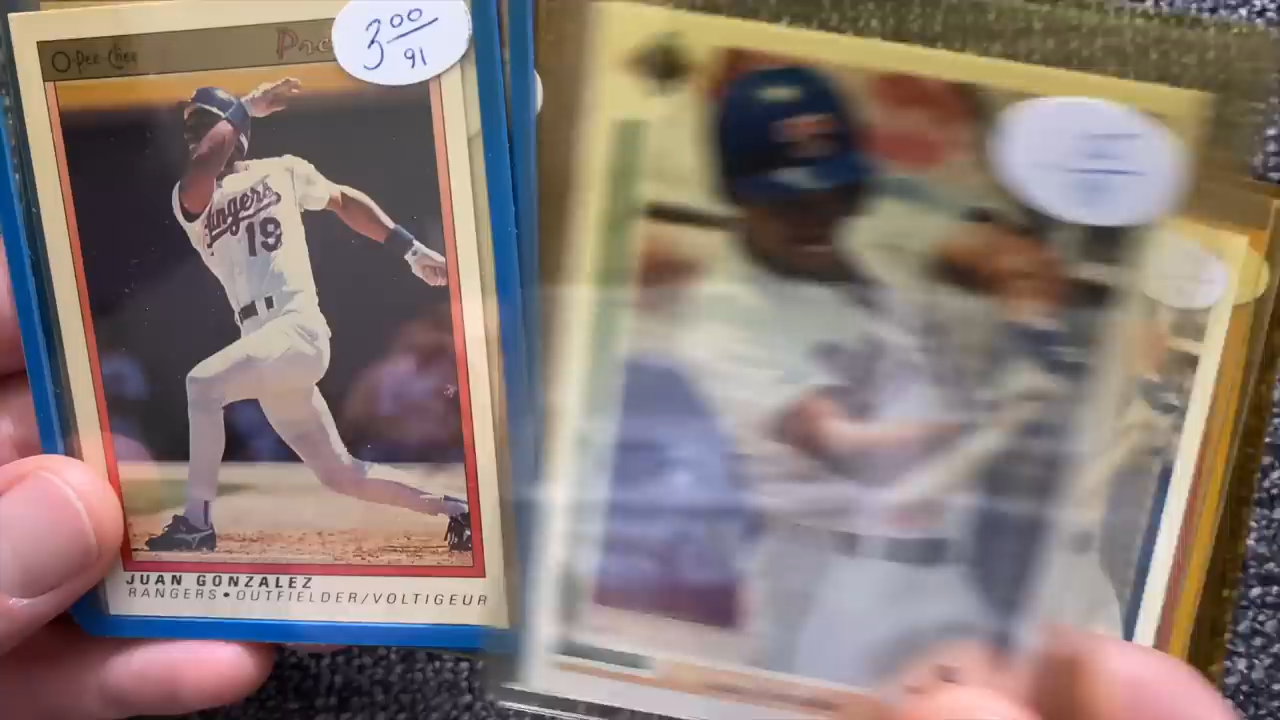 O-Pee-Chee Pre
3 00
91
Rangers
19
JUAN GONZALEZ
RANGERS•OUTFIELDER/VOLTIGEUR